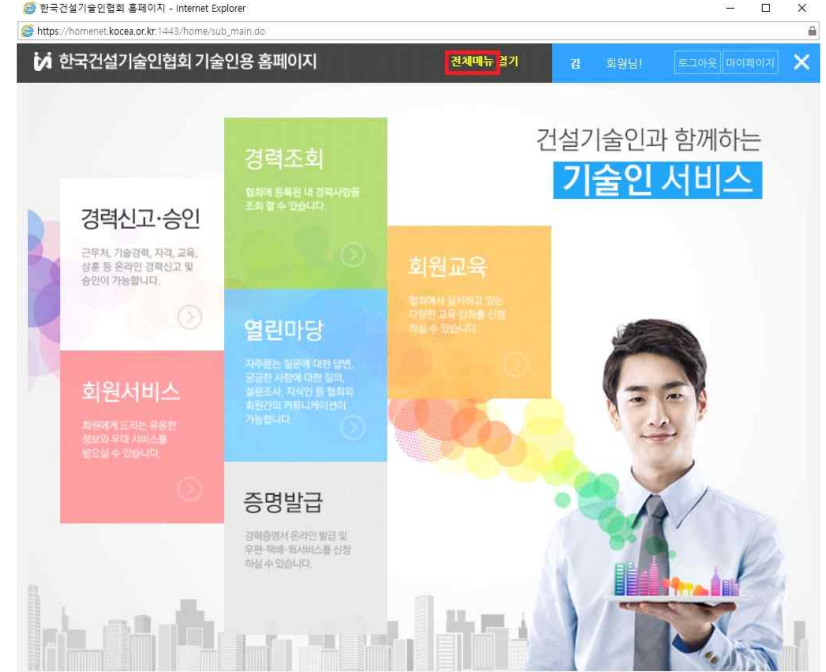 한국건설기술인협회 홈페이지 - Internet Explorer
https://homenet.kocea.or.kr:1443/home/sub_main.do
한국건설기술인협회 기술인용 홈페이지
전체메뉴 열기
김 회원님!
로그아웃
마이페이지
건설기술인과 함께하는
기술인 서비스
경력조회
협회에 등록된 내 경력사항을
조회 할 수 있습니다.
경력신고·승인
근무처, 기술경력, 자격, 교육,
상훈 등 온라인 경력신고 및
승인이 가능합니다.
회원교육
협회에서 실시하고 있는
다양한 교육 강좌를 신청
하실 수 있습니다.
열린마당
자주묻는 질문에 대한 답변,
궁금한 사항에 대한 질의,
설문조사, 지식인 등 협회와
회원간의 커뮤니케이션이
가능합니다.
회원서비스
회원에게 드리는 유용한
정보와 우대 서비스를
받으실 수 있습니다.
증명발급
경력증명서 온라인 발급 및
우편·택배·퀵서비스를 신청
하실 수 있습니다.